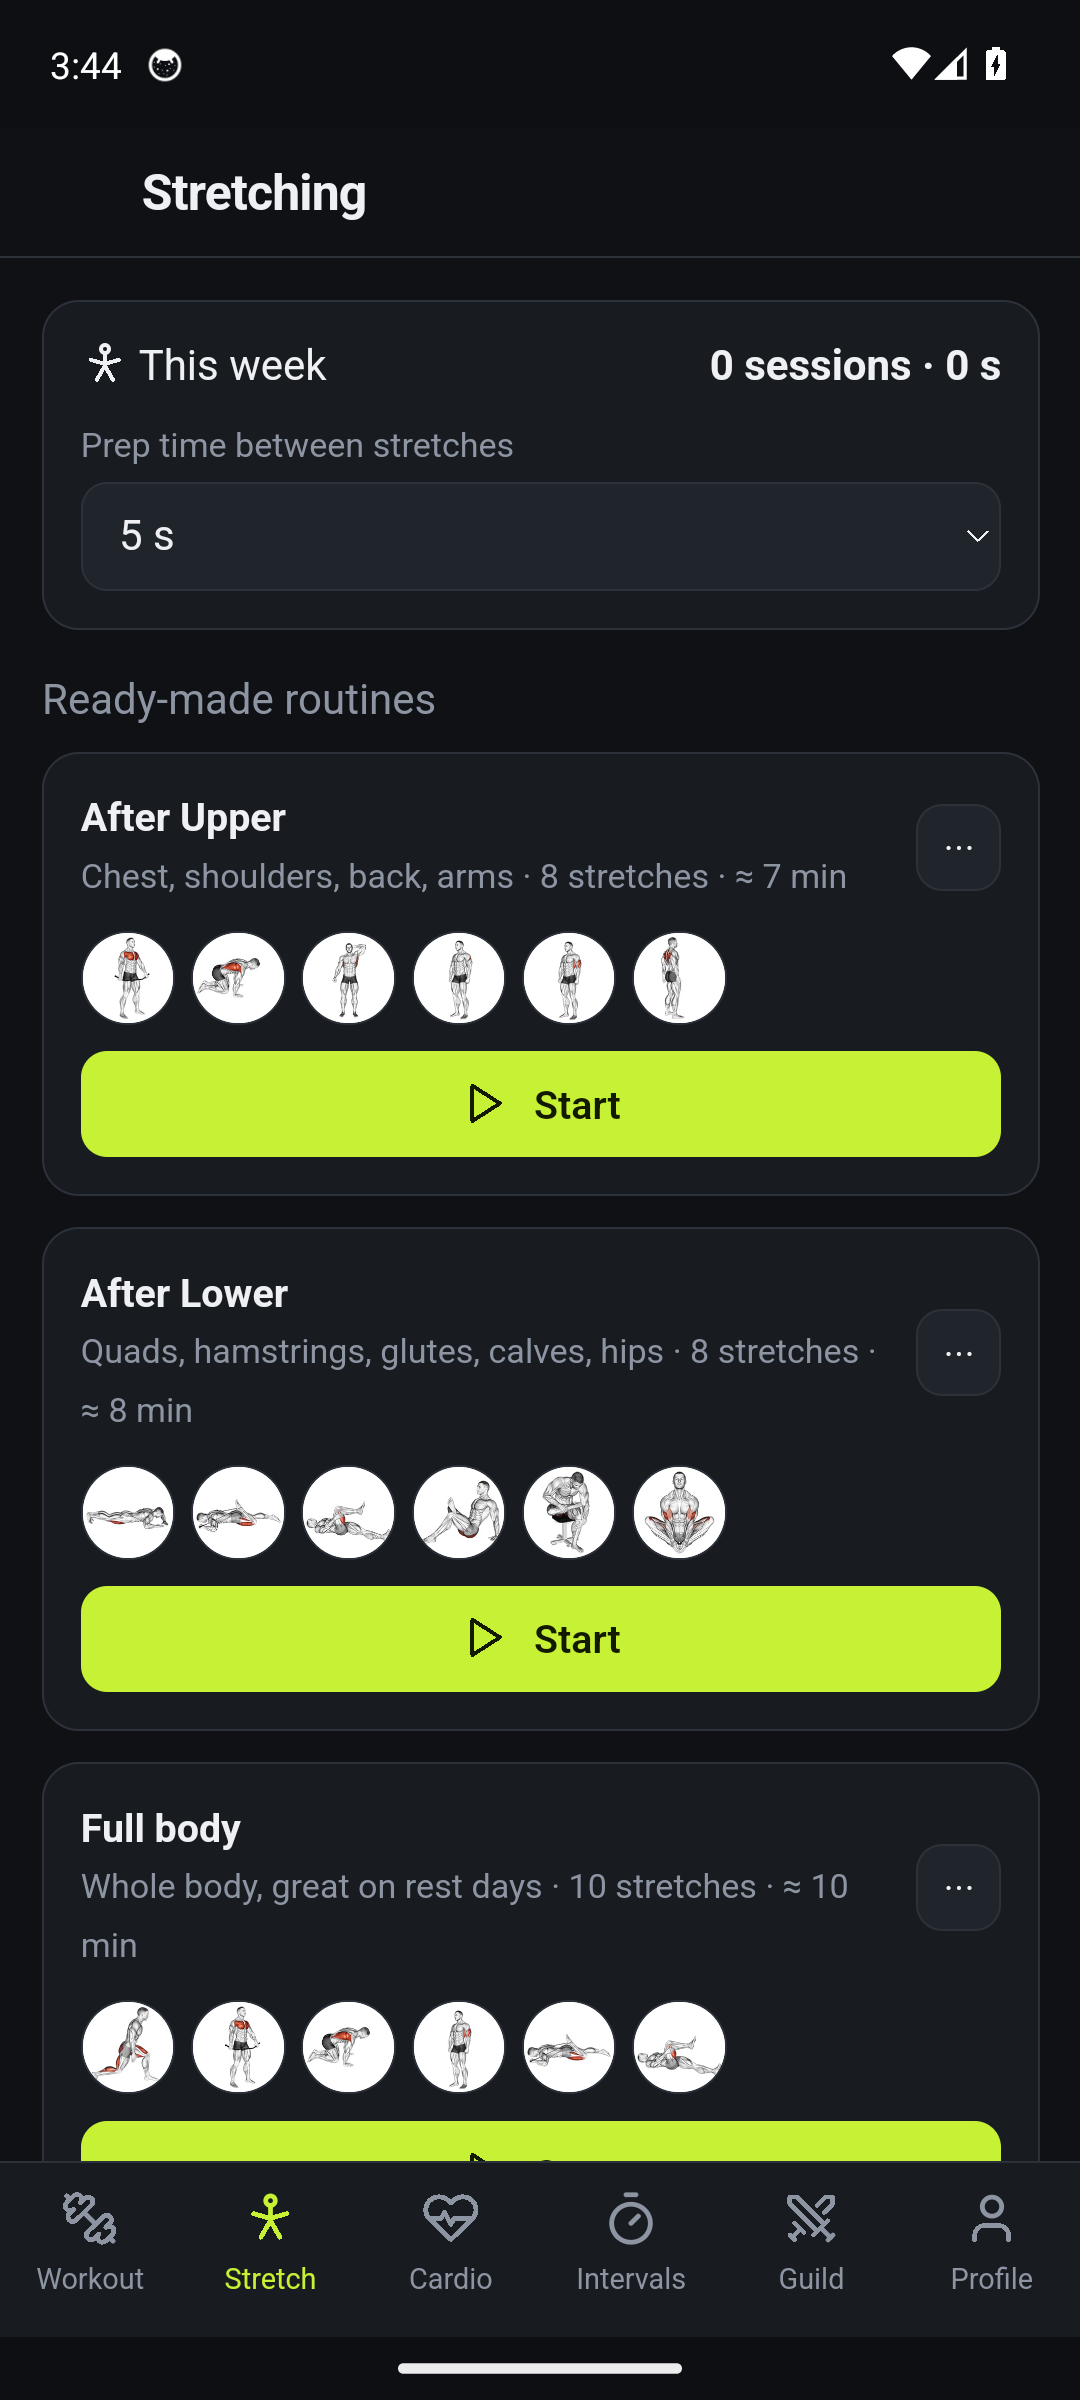 3:44
Stretching
This week
0 sessions · 0 s
Prep time between stretches
5 s
Ready-made routines
After Upper
Chest, shoulders, back, arms · 8 stretches · ≈ 7 min
...
Start
After Lower
Quads, hamstrings, glutes, calves, hips · 8 stretches ·
≈ 8 min
...
Start
Full body
Whole body, great on rest days · 10 stretches · ≈ 10
min
...
Workout
Stretch
Cardio
Intervals
Guild
Profile